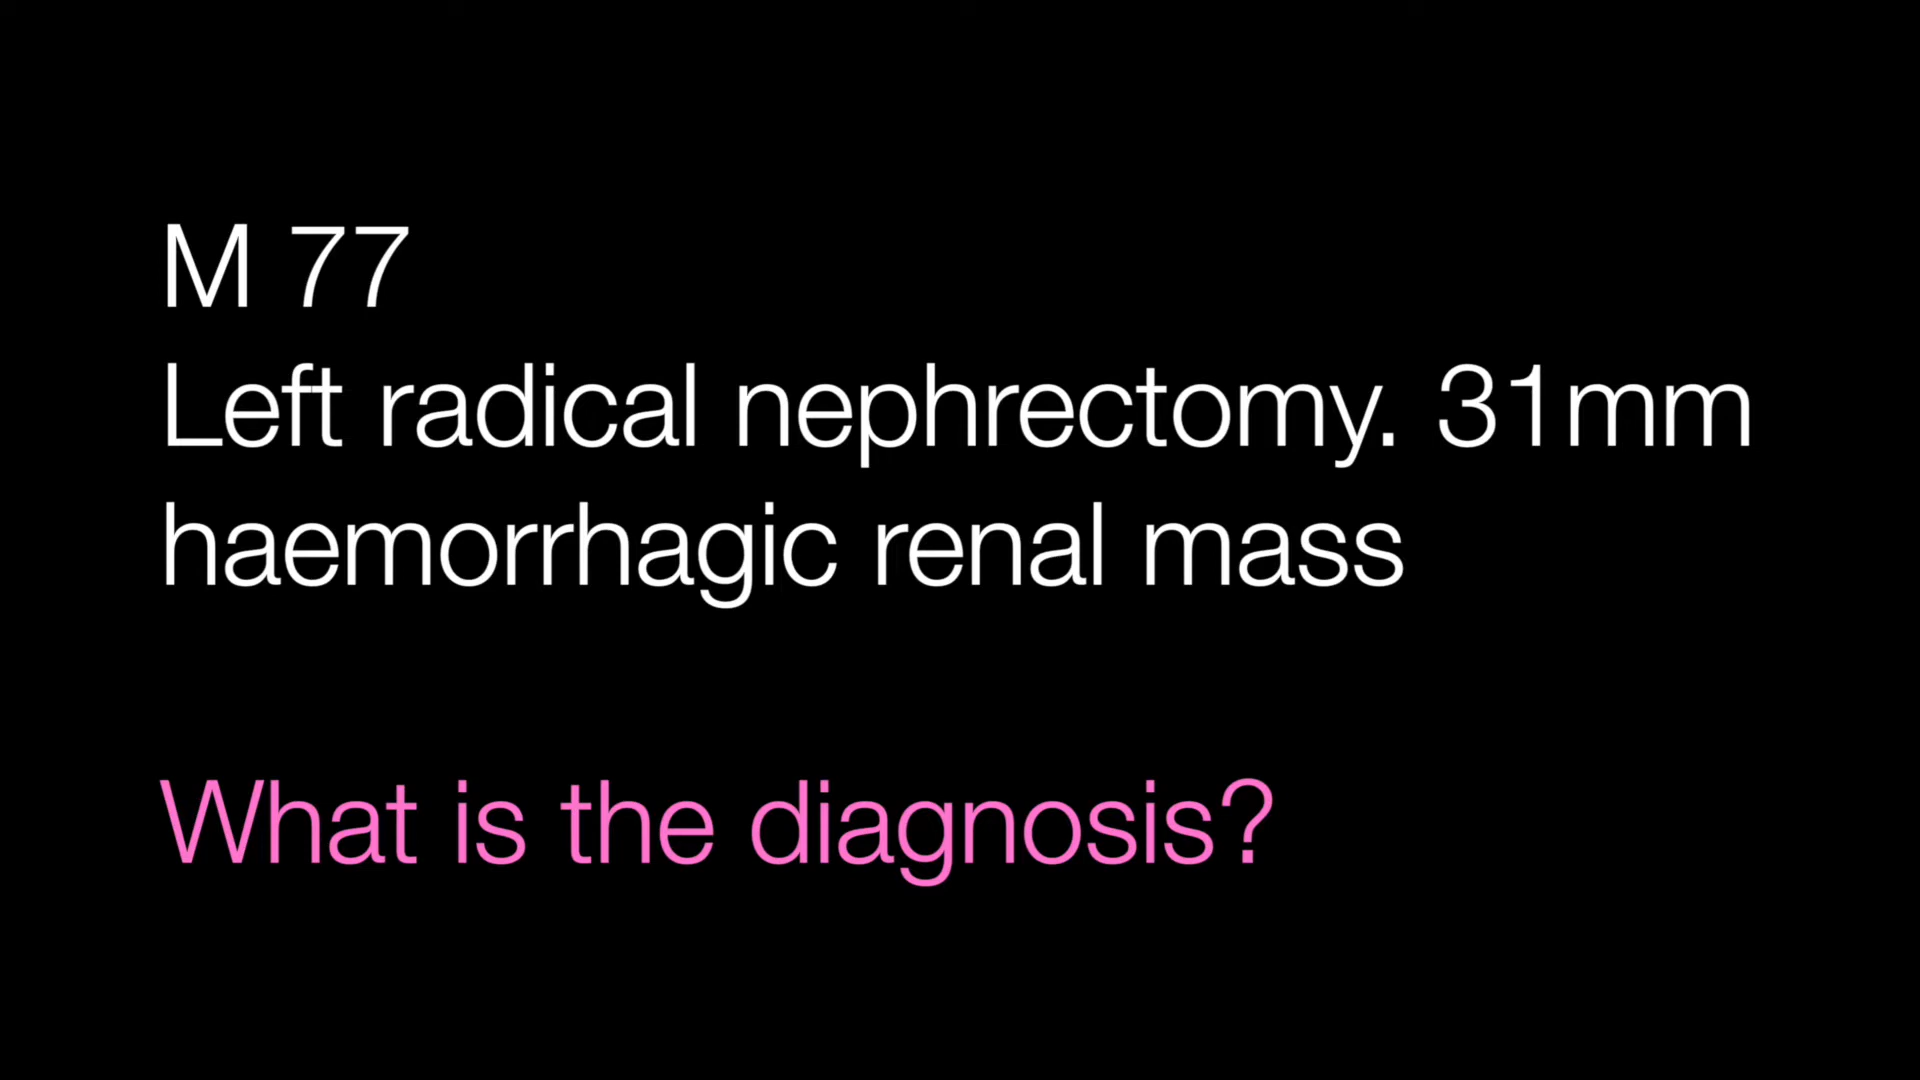 M 77
Left radical nephrectomy. 31mm
haemorrhagic renal mass
What is the diagnosis?